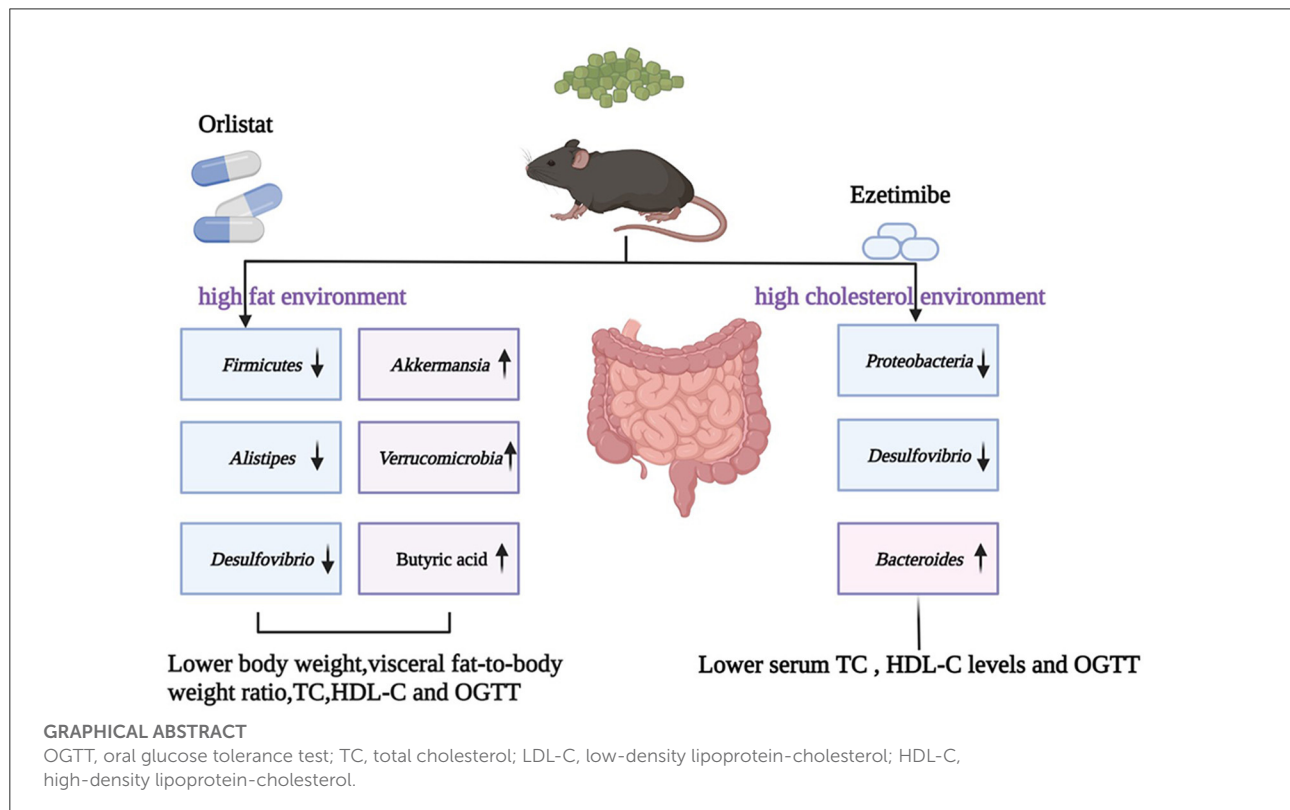 Orlistat
Ezetimibe
high fat environment
high cholesterol environment
Firmicutes
Akkermansia
Alistipes
Verrucomicrobia
Desulfovibrio
Butyric acid
Proteobacteria
Desulfovibrio
Bacteroides
Lower body weight,visceral fat-to-body
weight ratio,TC,HDL-C and OGTT
Lower serum TC , HDL-C levels and OGTT
GRAPHICAL ABSTRACT
OGTT, oral glucose tolerance test; TC, total cholesterol; LDL-C, low-density lipoprotein-cholesterol; HDL-C,
high-density lipoprotein-cholesterol.